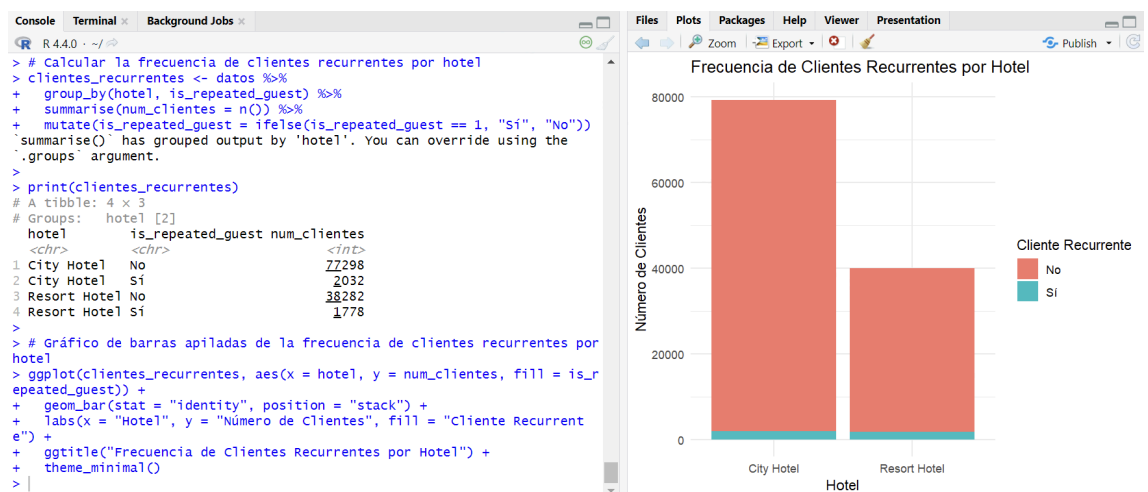 Console Terminal Background Jobs
R 4.4.0 · ~/
> # Calcular la frecuencia de clientes recurrentes por hotel
> clientes_recurrentes <- datos %>%
+   group_by(hotel, is_repeated_guest) %>%
+   summarise(num_clientes = n()) %>%
+   mutate(is_repeated_guest = ifelse(is_repeated_guest == 1, "Sí", "No"))
`summarise()` has grouped output by 'hotel'. You can override using the
`.groups` argument.
>
> print(clientes_recurrentes)
# A tibble: 4 × 3
# Groups:   hotel [2]
hotel        is_repeated_guest num_clientes
<chr>        <chr>                    <int>
1 City Hotel   No                       77298
2 City Hotel   Sí                        2032
3 Resort Hotel No                       38282
4 Resort Hotel Sí                        1778
>
> # Gráfico de barras apiladas de la frecuencia de clientes recurrentes por
hotel
> ggplot(clientes_recurrentes, aes(x = hotel, y = num_clientes, fill = is_r
epeated_guest)) +
+   geom_bar(stat = "identity", position = "stack") +
+   labs(x = "Hotel", y = "Número de Clientes", fill = "Cliente Recurrent
e") +
+   ggtitle("Frecuencia de Clientes Recurrentes por Hotel") +
+   theme_minimal()
>
Files Plots Packages Help Viewer Presentation
Zoom Export Publish
Frecuencia de Clientes Recurrentes por Hotel
Número de Clientes
80000
60000
40000
20000
0
City Hotel Resort Hotel
Hotel
Cliente Recurrente
No
Sí